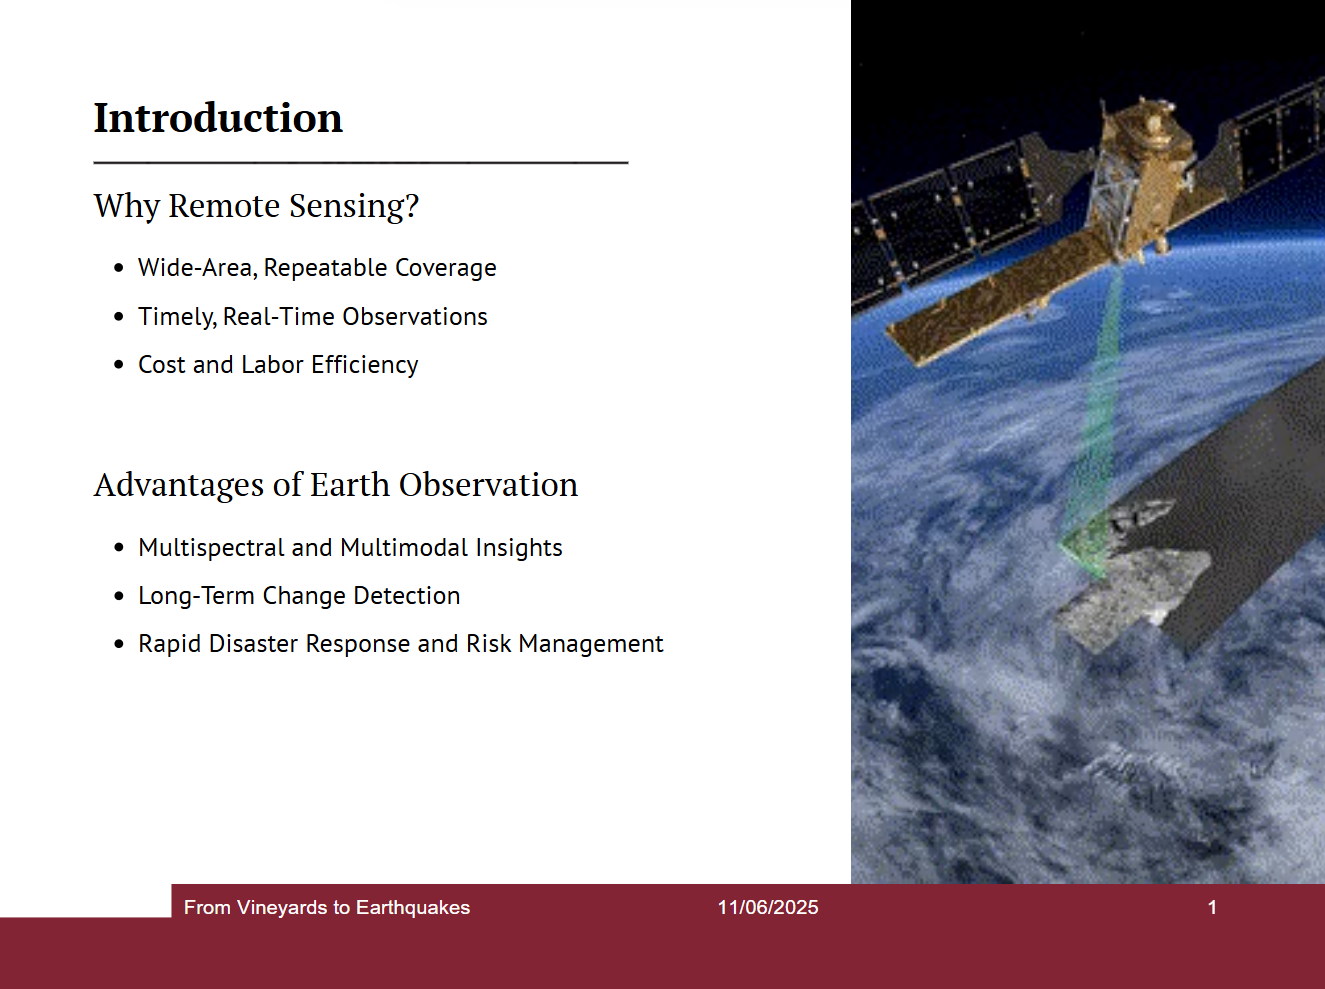 Introduction
Why Remote Sensing?
• Wide-Area, Repeatable Coverage
• Timely, Real-Time Observations
• Cost and Labor Efficiency
Advantages of Earth Observation
• Multispectral and Multimodal Insights
• Long-Term Change Detection
• Rapid Disaster Response and Risk Management
From Vineyards to Earthquakes 11/06/2025 1